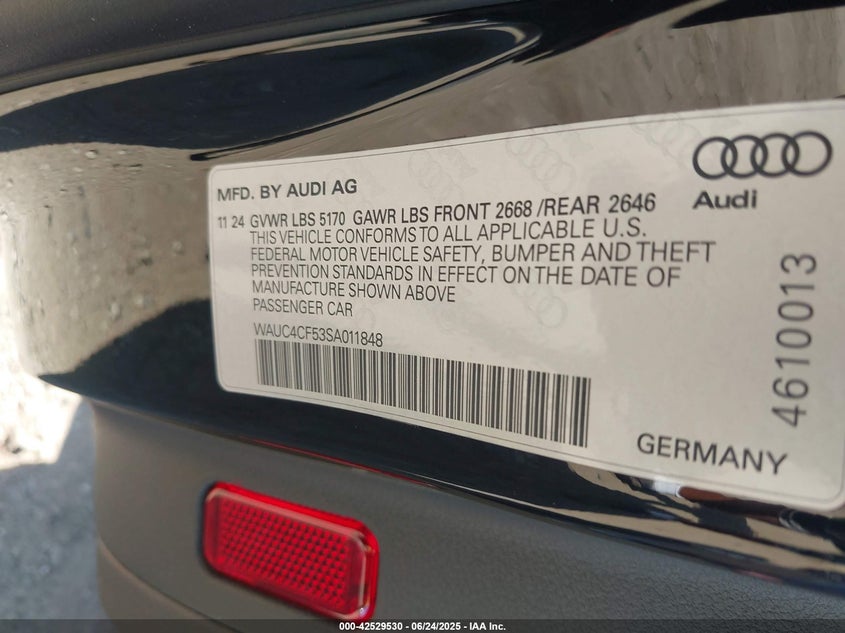 MFD. BY AUDI AG
Audi
11 24 GVWR LBS 5170 GAWR LBS FRONT 2668 /REAR 2646
THIS VEHICLE CONFORMS TO ALL APPLICABLE U.S.
FEDERAL MOTOR VEHICLE SAFETY, BUMPER AND THEFT
PREVENTION STANDARDS IN EFFECT ON THE DATE OF
MANUFACTURE SHOWN ABOVE
PASSENGER CAR
WAUC4CF53SA011848
4610013
GERMANY
000-42529530 - 06/24/2025 - IAA Inc.